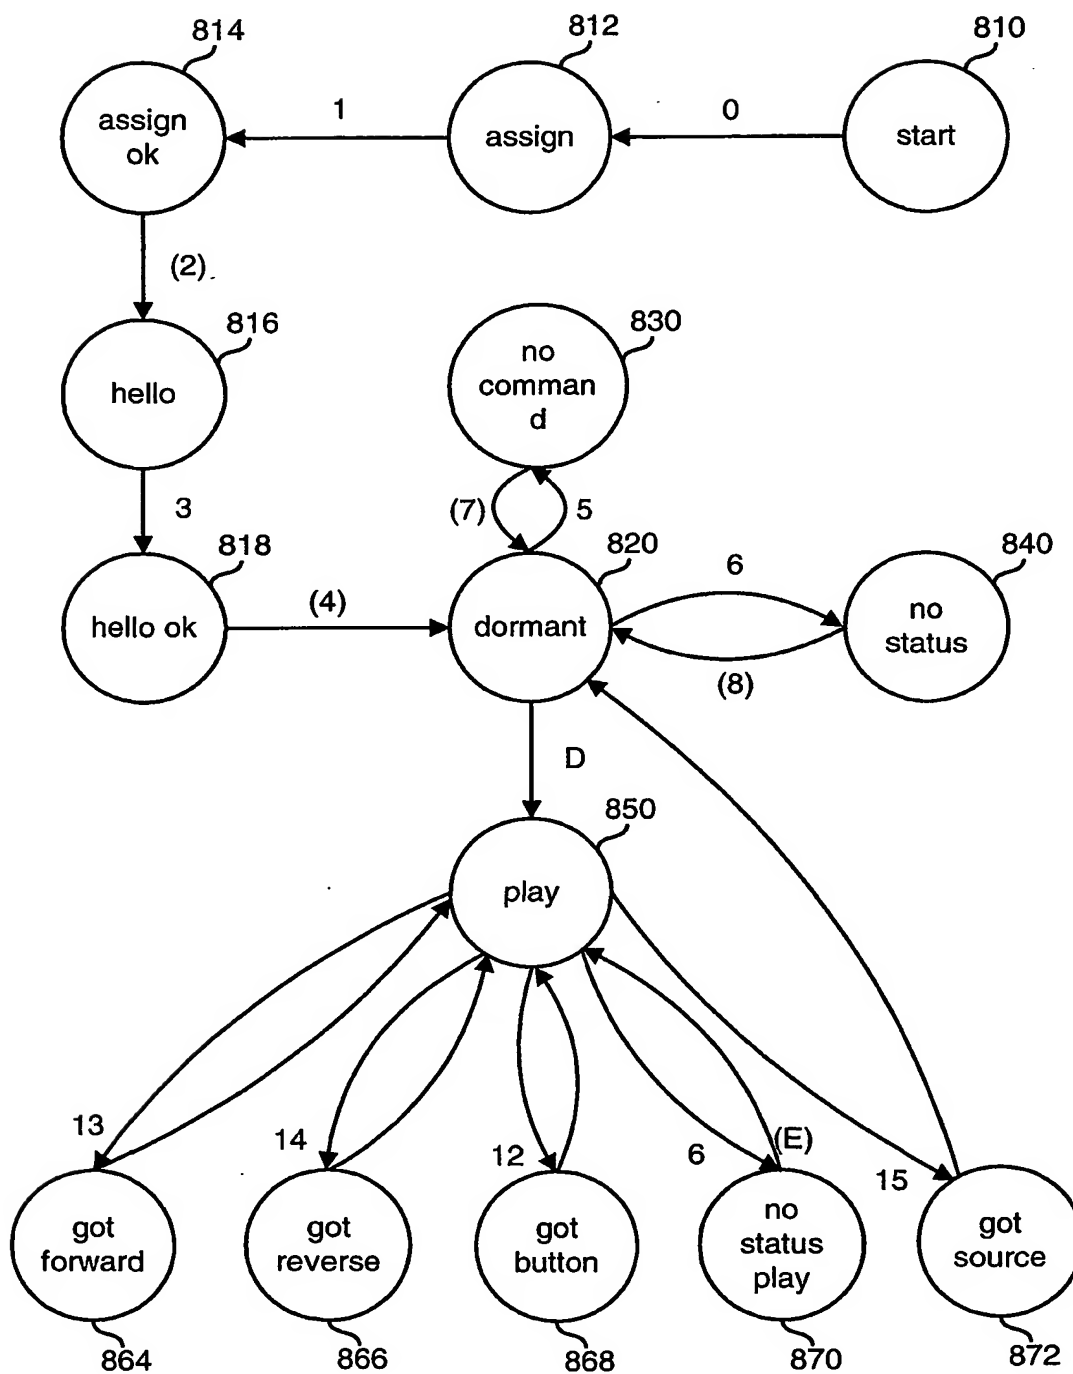 814
812
810
assign
ok
1
assign
0
start
(2)
816
830
hello
no
comman
d
3
(7)
5
818
820
840
hello ok
(4)
dormant
6
no
status
(8)
D
850
play
13
14
12
6
(E)
15
got
forward
got
reverse
got
button
no
status
play
got
source
864
866
868
870
872